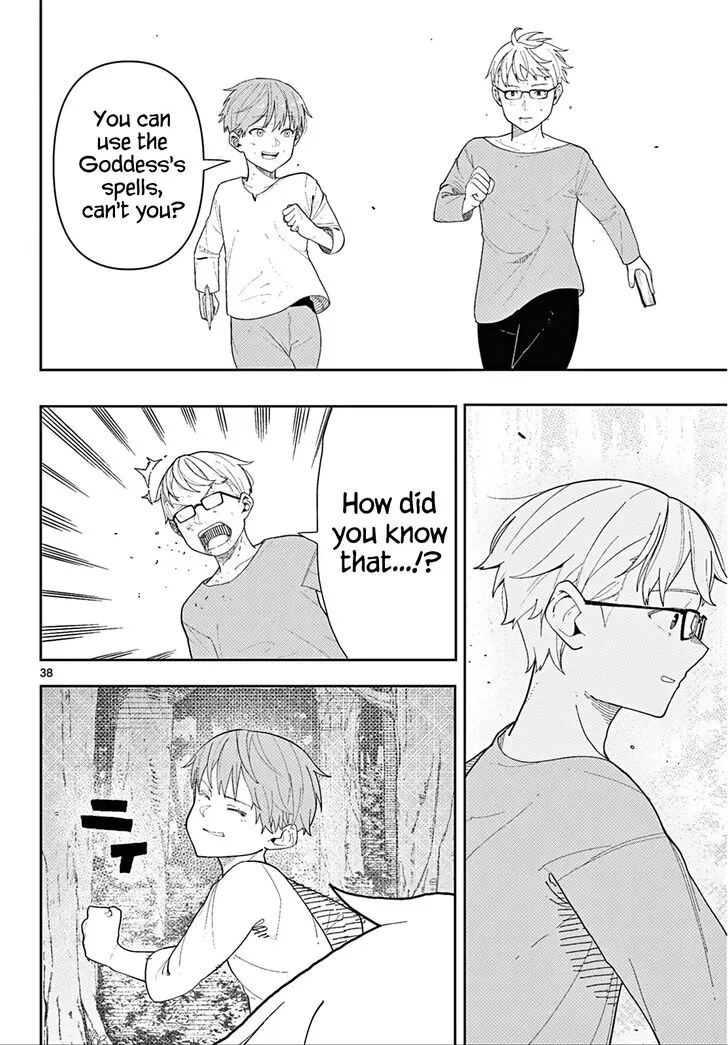 You can
use the
Goddess's
spells,
can't you?
How did
you know
that...!?
38
ニィ